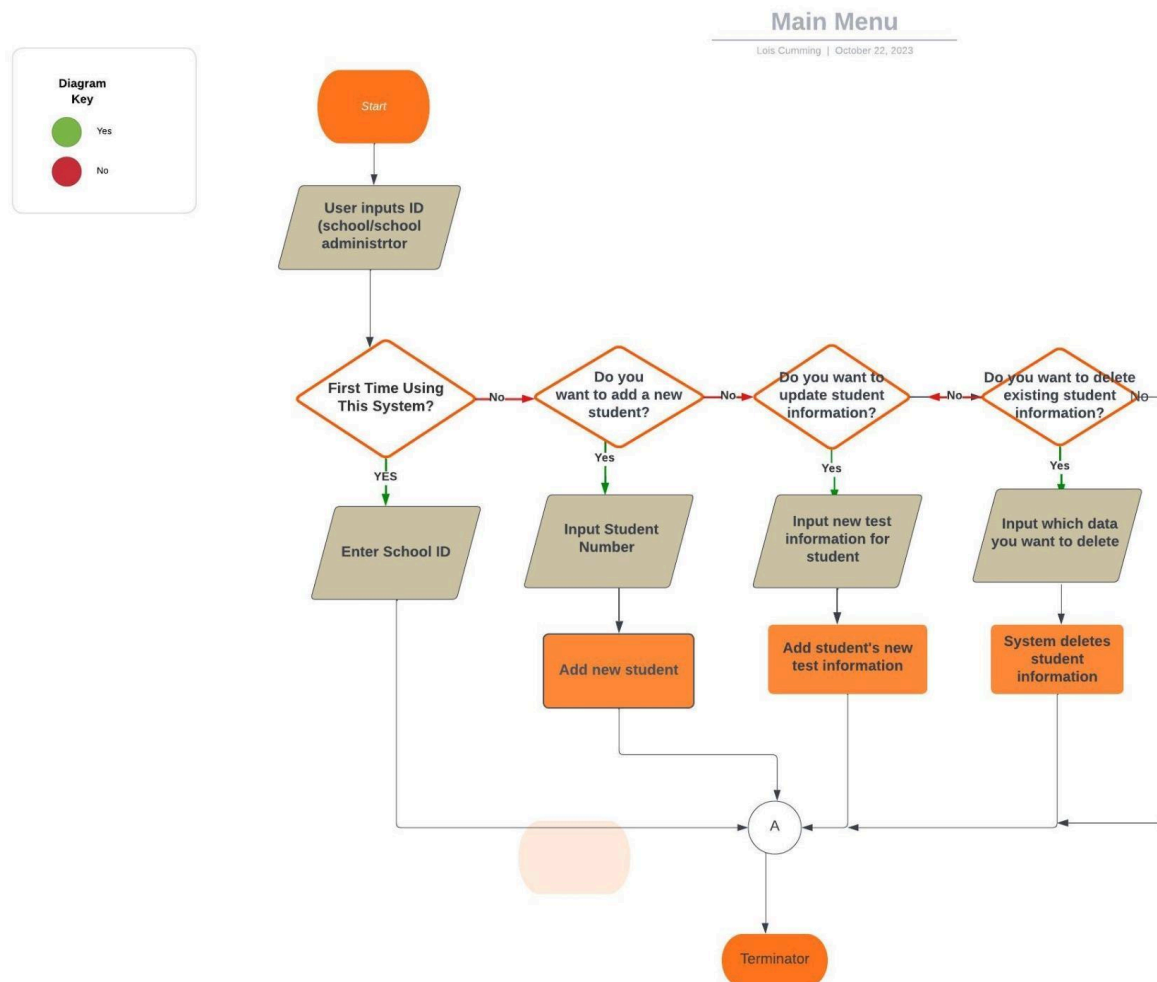 Main Menu
Lois Cumming | October 22, 2023
Diagram
Key
Yes
No
Start
User inputs ID
(school/school
administrtor
First Time Using
This System?
No
Do you
want to add a new
student?
No
Do you want to
update student
information?
No
Do you want to delete
existing student
information?
No
YES
Yes
Yes
Yes
Enter School ID
Input Student
Number
Input new test
information for
student
Input which data
you want to delete
Add new student
Add student's new
test information
System deletes
student
information
A
Terminator